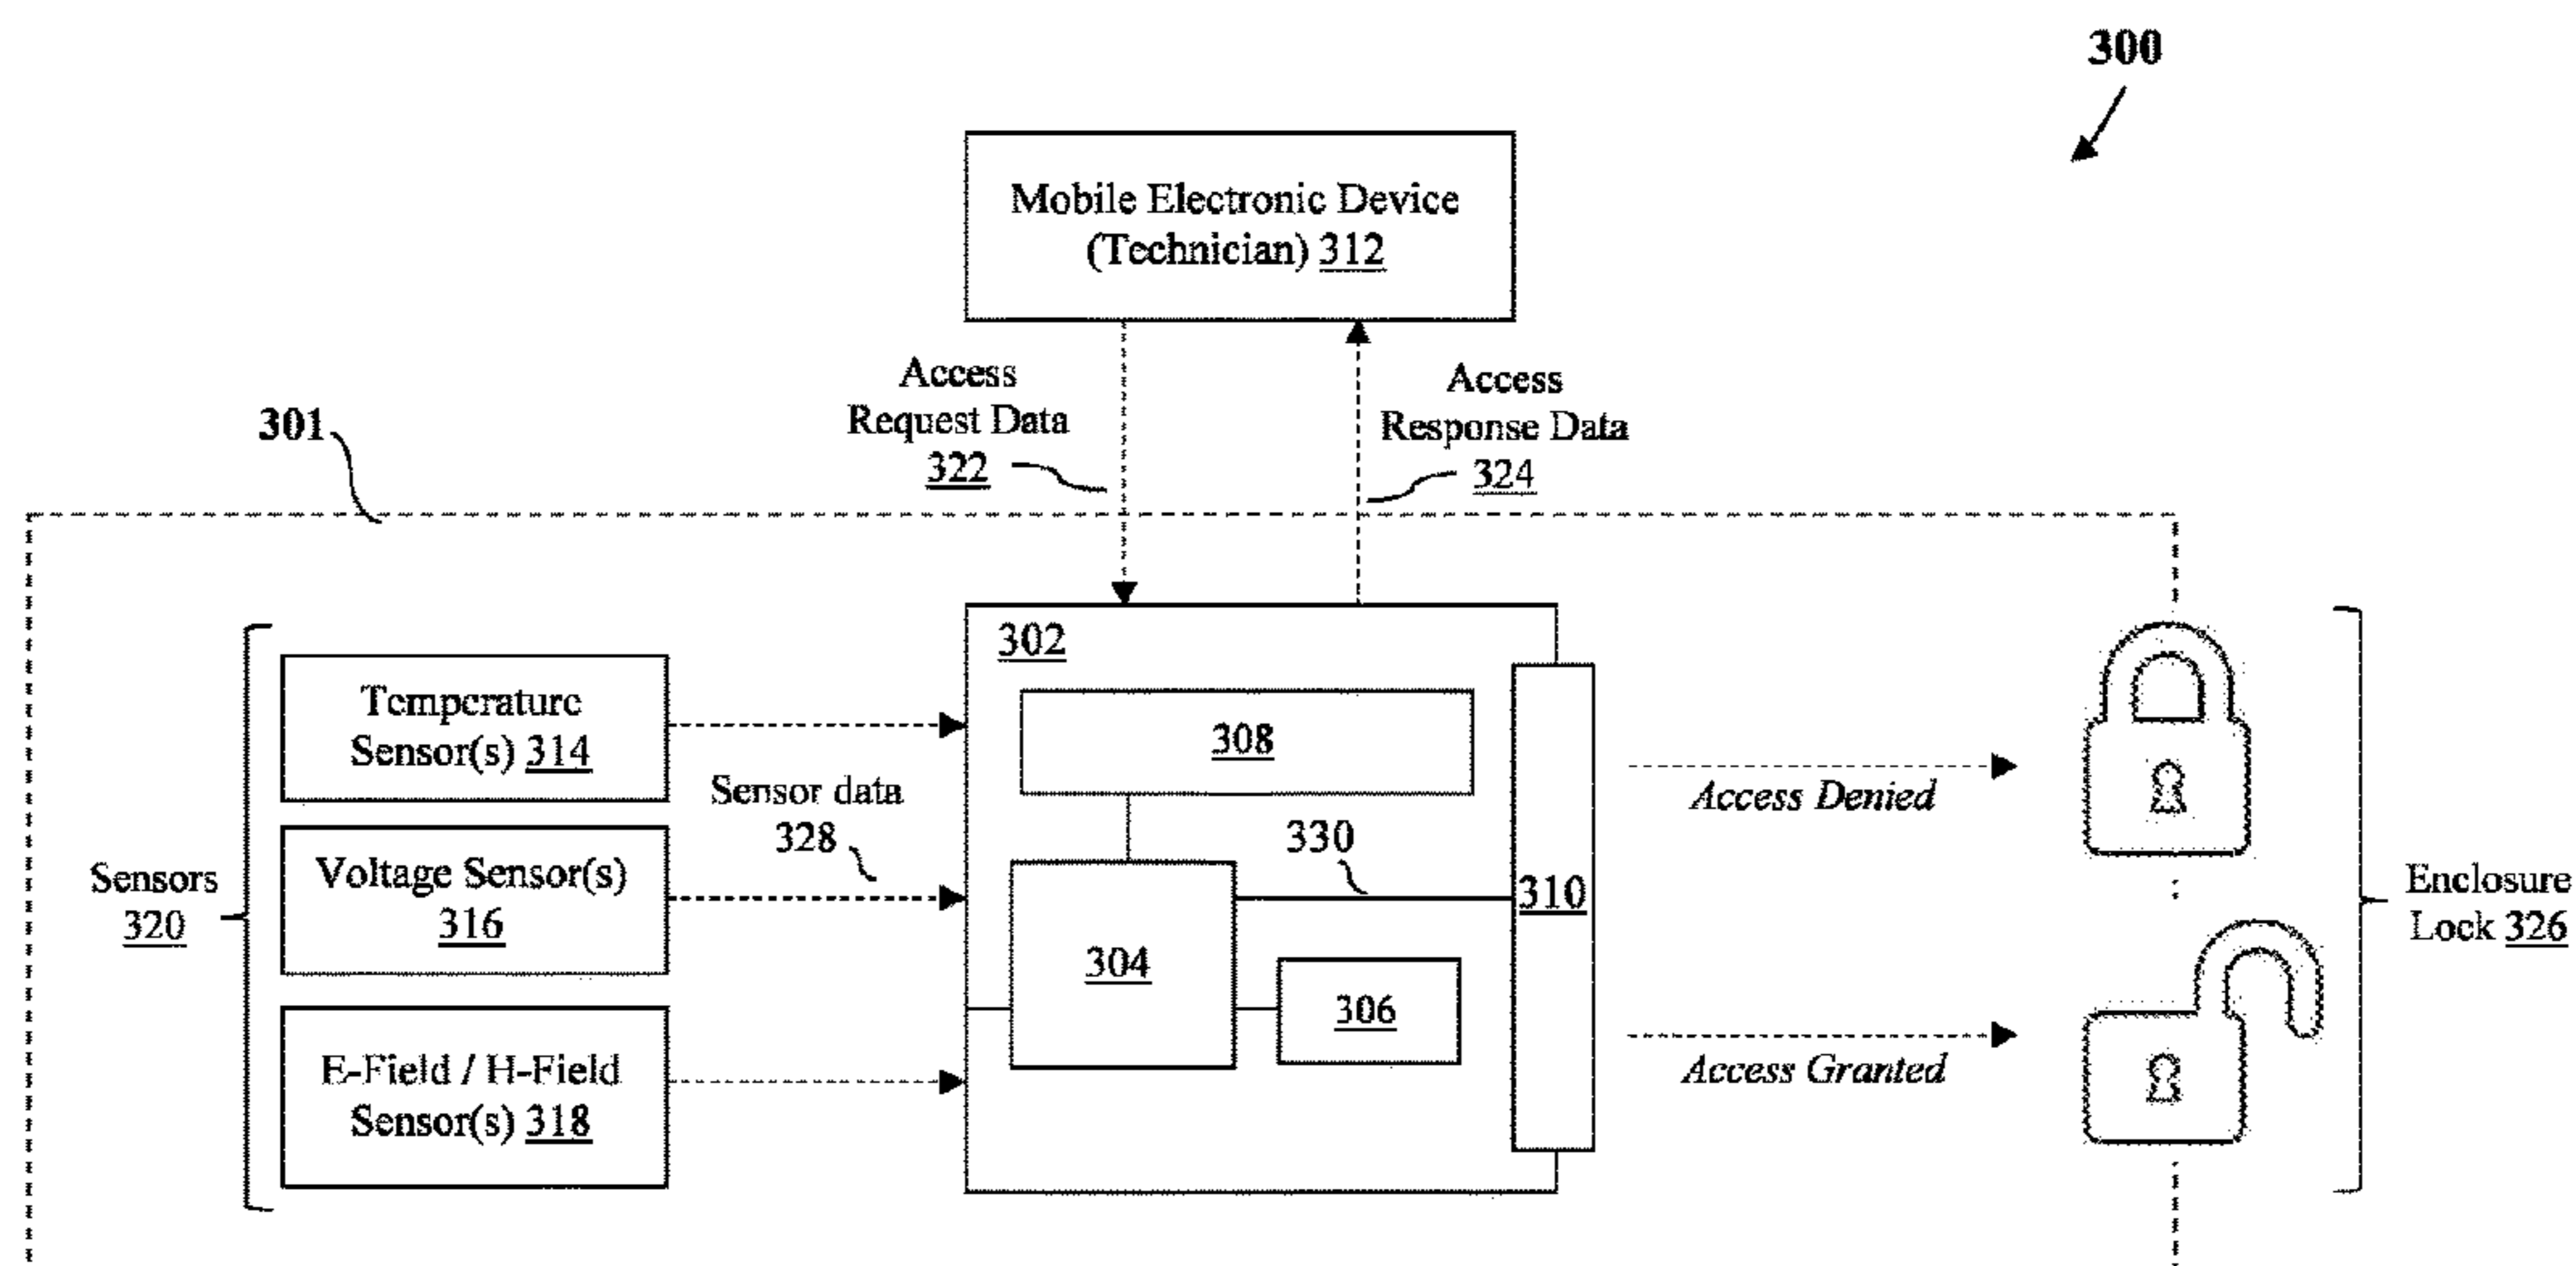 300
Mobile Electronic Device
(Technician) 312
Access
Request Data
322
Access
Response Data
324
301
302
Temperature
Sensor(s) 314
308
Sensor data
328
Access Denied
330
Voltage Sensor(s)
316
Sensors
320
310
Enclosure
Lock 326
304
306
E-Field / H-Field
Sensor(s) 318
Access Granted